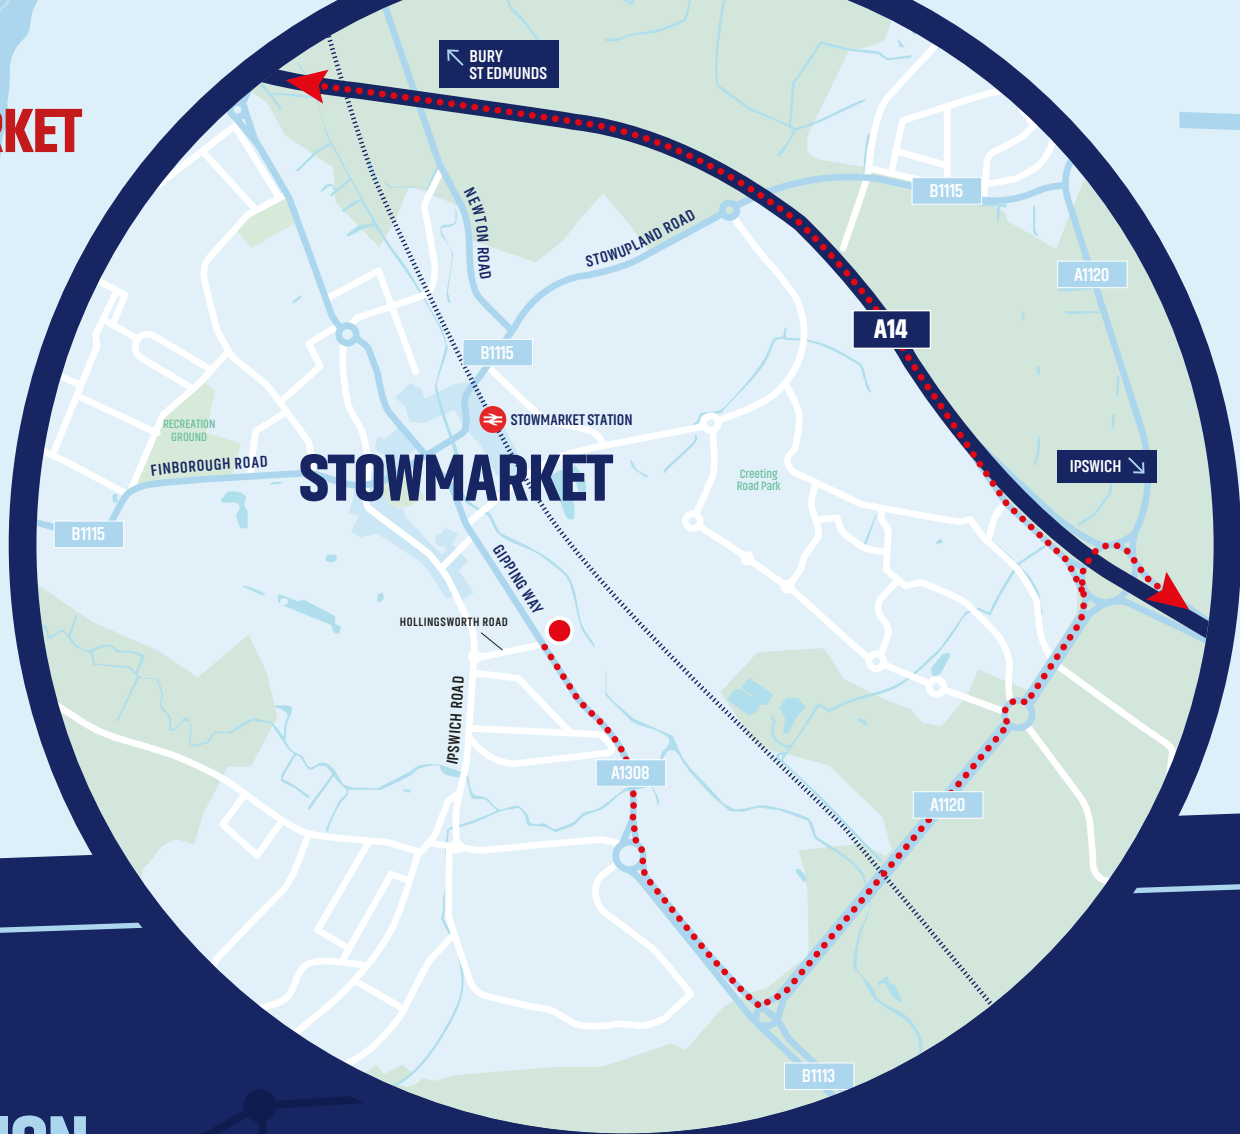 BURY
ST EDMUNDS
RKET
NEWTON ROAD
STOWUPLAND ROAD
B1115
A1120
A14
B1115
STOWMARKET STATION
RECREATION
GROUND
FINBOROUGH ROAD
STOWMARKET
IPSWICH
Creeting
Road Park
B1115
GIPPING WAY
HOLLINGSWORTH ROAD
IPSWICH ROAD
A1308
A1120
B1113